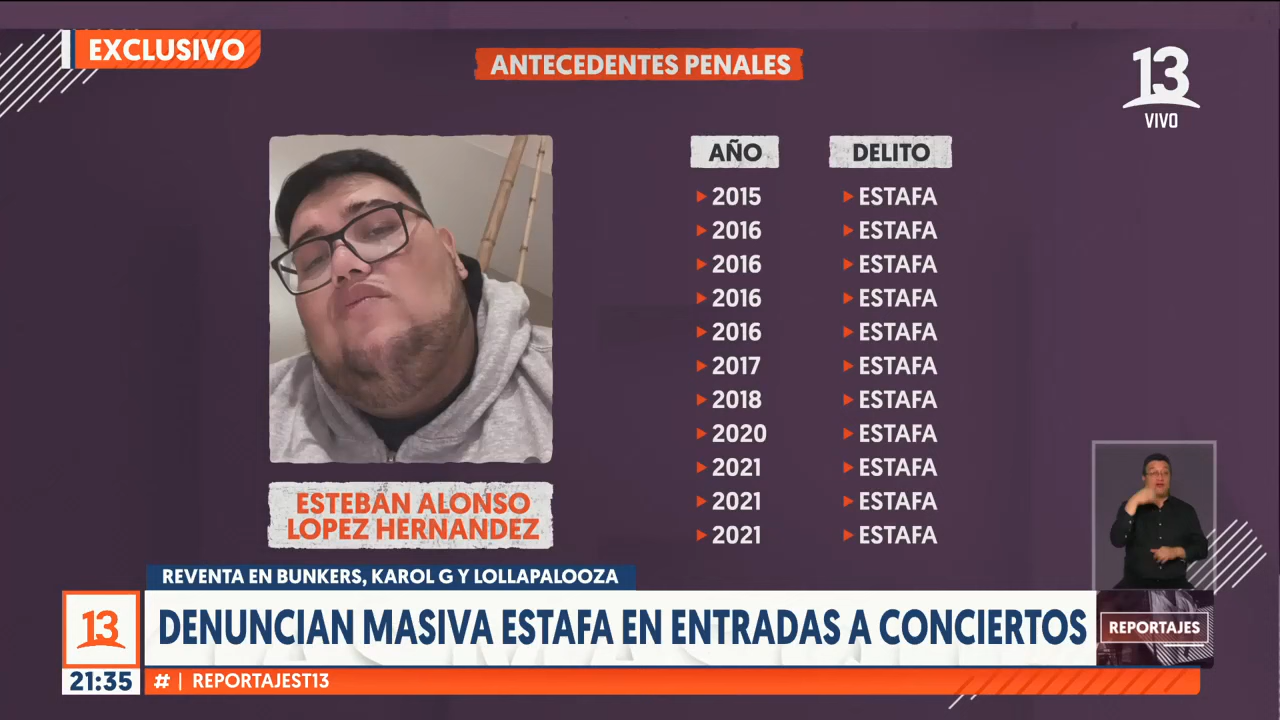 EXCLUSIVO
ANTECEDENTES PENALES
13
VIVO
AÑO DELITO
2015 ESTAFA
2016 ESTAFA
2016 ESTAFA
2016 ESTAFA
2016 ESTAFA
2017 ESTAFA
2018 ESTAFA
2020 ESTAFA
2021 ESTAFA
2021 ESTAFA
2021 ESTAFA
ESTEBAN ALONSO
LOPEZ HERNANDEZ
REVENTA EN BUNKERS, KAROL G Y LOLLAPALOOZA
13
DENUNCIAN MASIVA ESTAFA EN ENTRADAS A CONCIERTOS
REPORTAJES
21:35
# | REPORTAJEST13